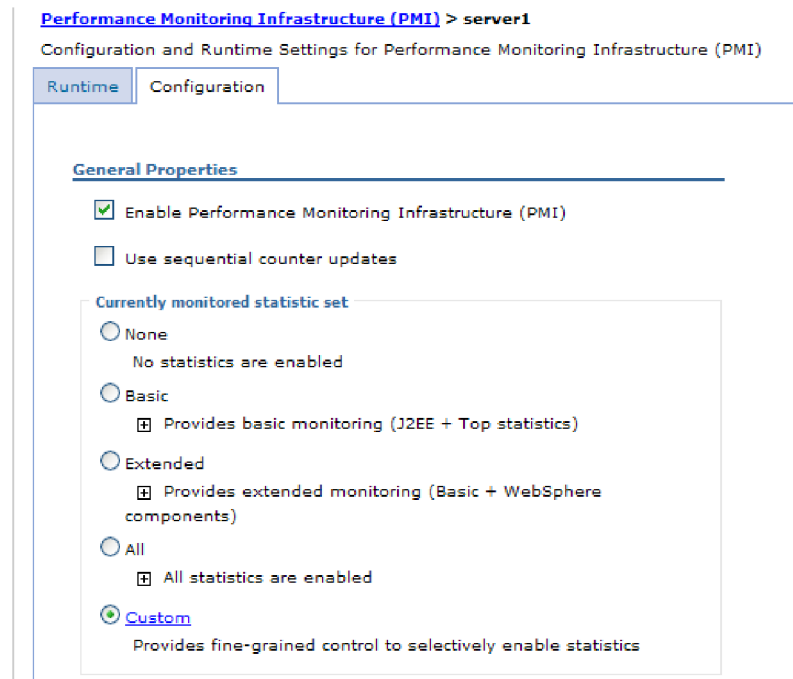 Performance Monitoring Infrastructure (PMI) > server1
Configuration and Runtime Settings for Performance Monitoring Infrastructure (PMI)
Runtime Configuration
General Properties
Enable Performance Monitoring Infrastructure (PMI)
Use sequential counter updates
Currently monitored statistic set
None
No statistics are enabled
Basic
Provides basic monitoring (J2EE + Top statistics)
Extended
Provides extended monitoring (Basic + WebSphere
components)
All
All statistics are enabled
Custom
Provides fine-grained control to selectively enable statistics